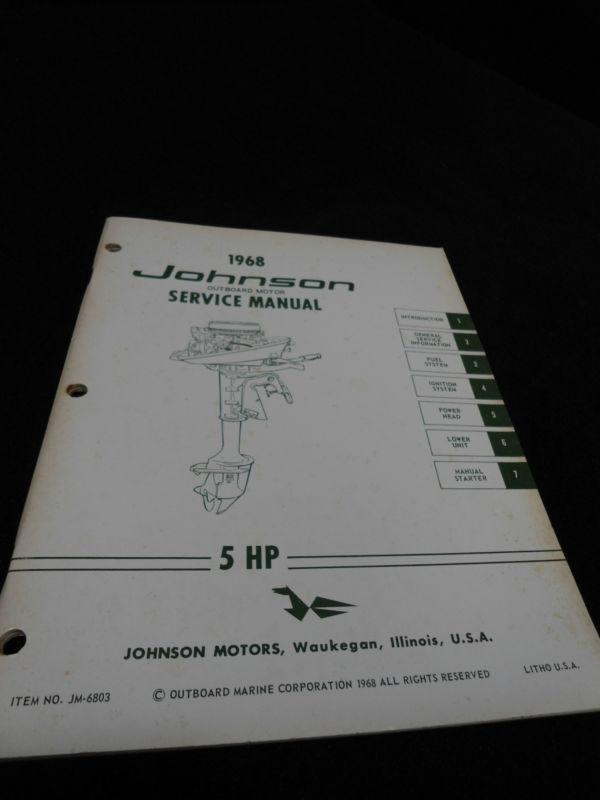 1968
Johnson
OUTBOARD MOTOR
SERVICE MANUAL
INTRODUCTION 1
GENERAL
SERVICE
INFORMATION 2
FUEL
SYSTEM 3
IGNITION
SYSTEM 4
POWER
HEAD 5
LOWER
UNIT 6
MANUAL
STARTER 7
5 HP
JOHNSON MOTORS, Waukegan, Illinois, U.S.A.
ITEM NO. JM-6803
© OUTBOARD MARINE CORPORATION 1968 ALL RIGHTS RESERVED
LITHO U.S.A.